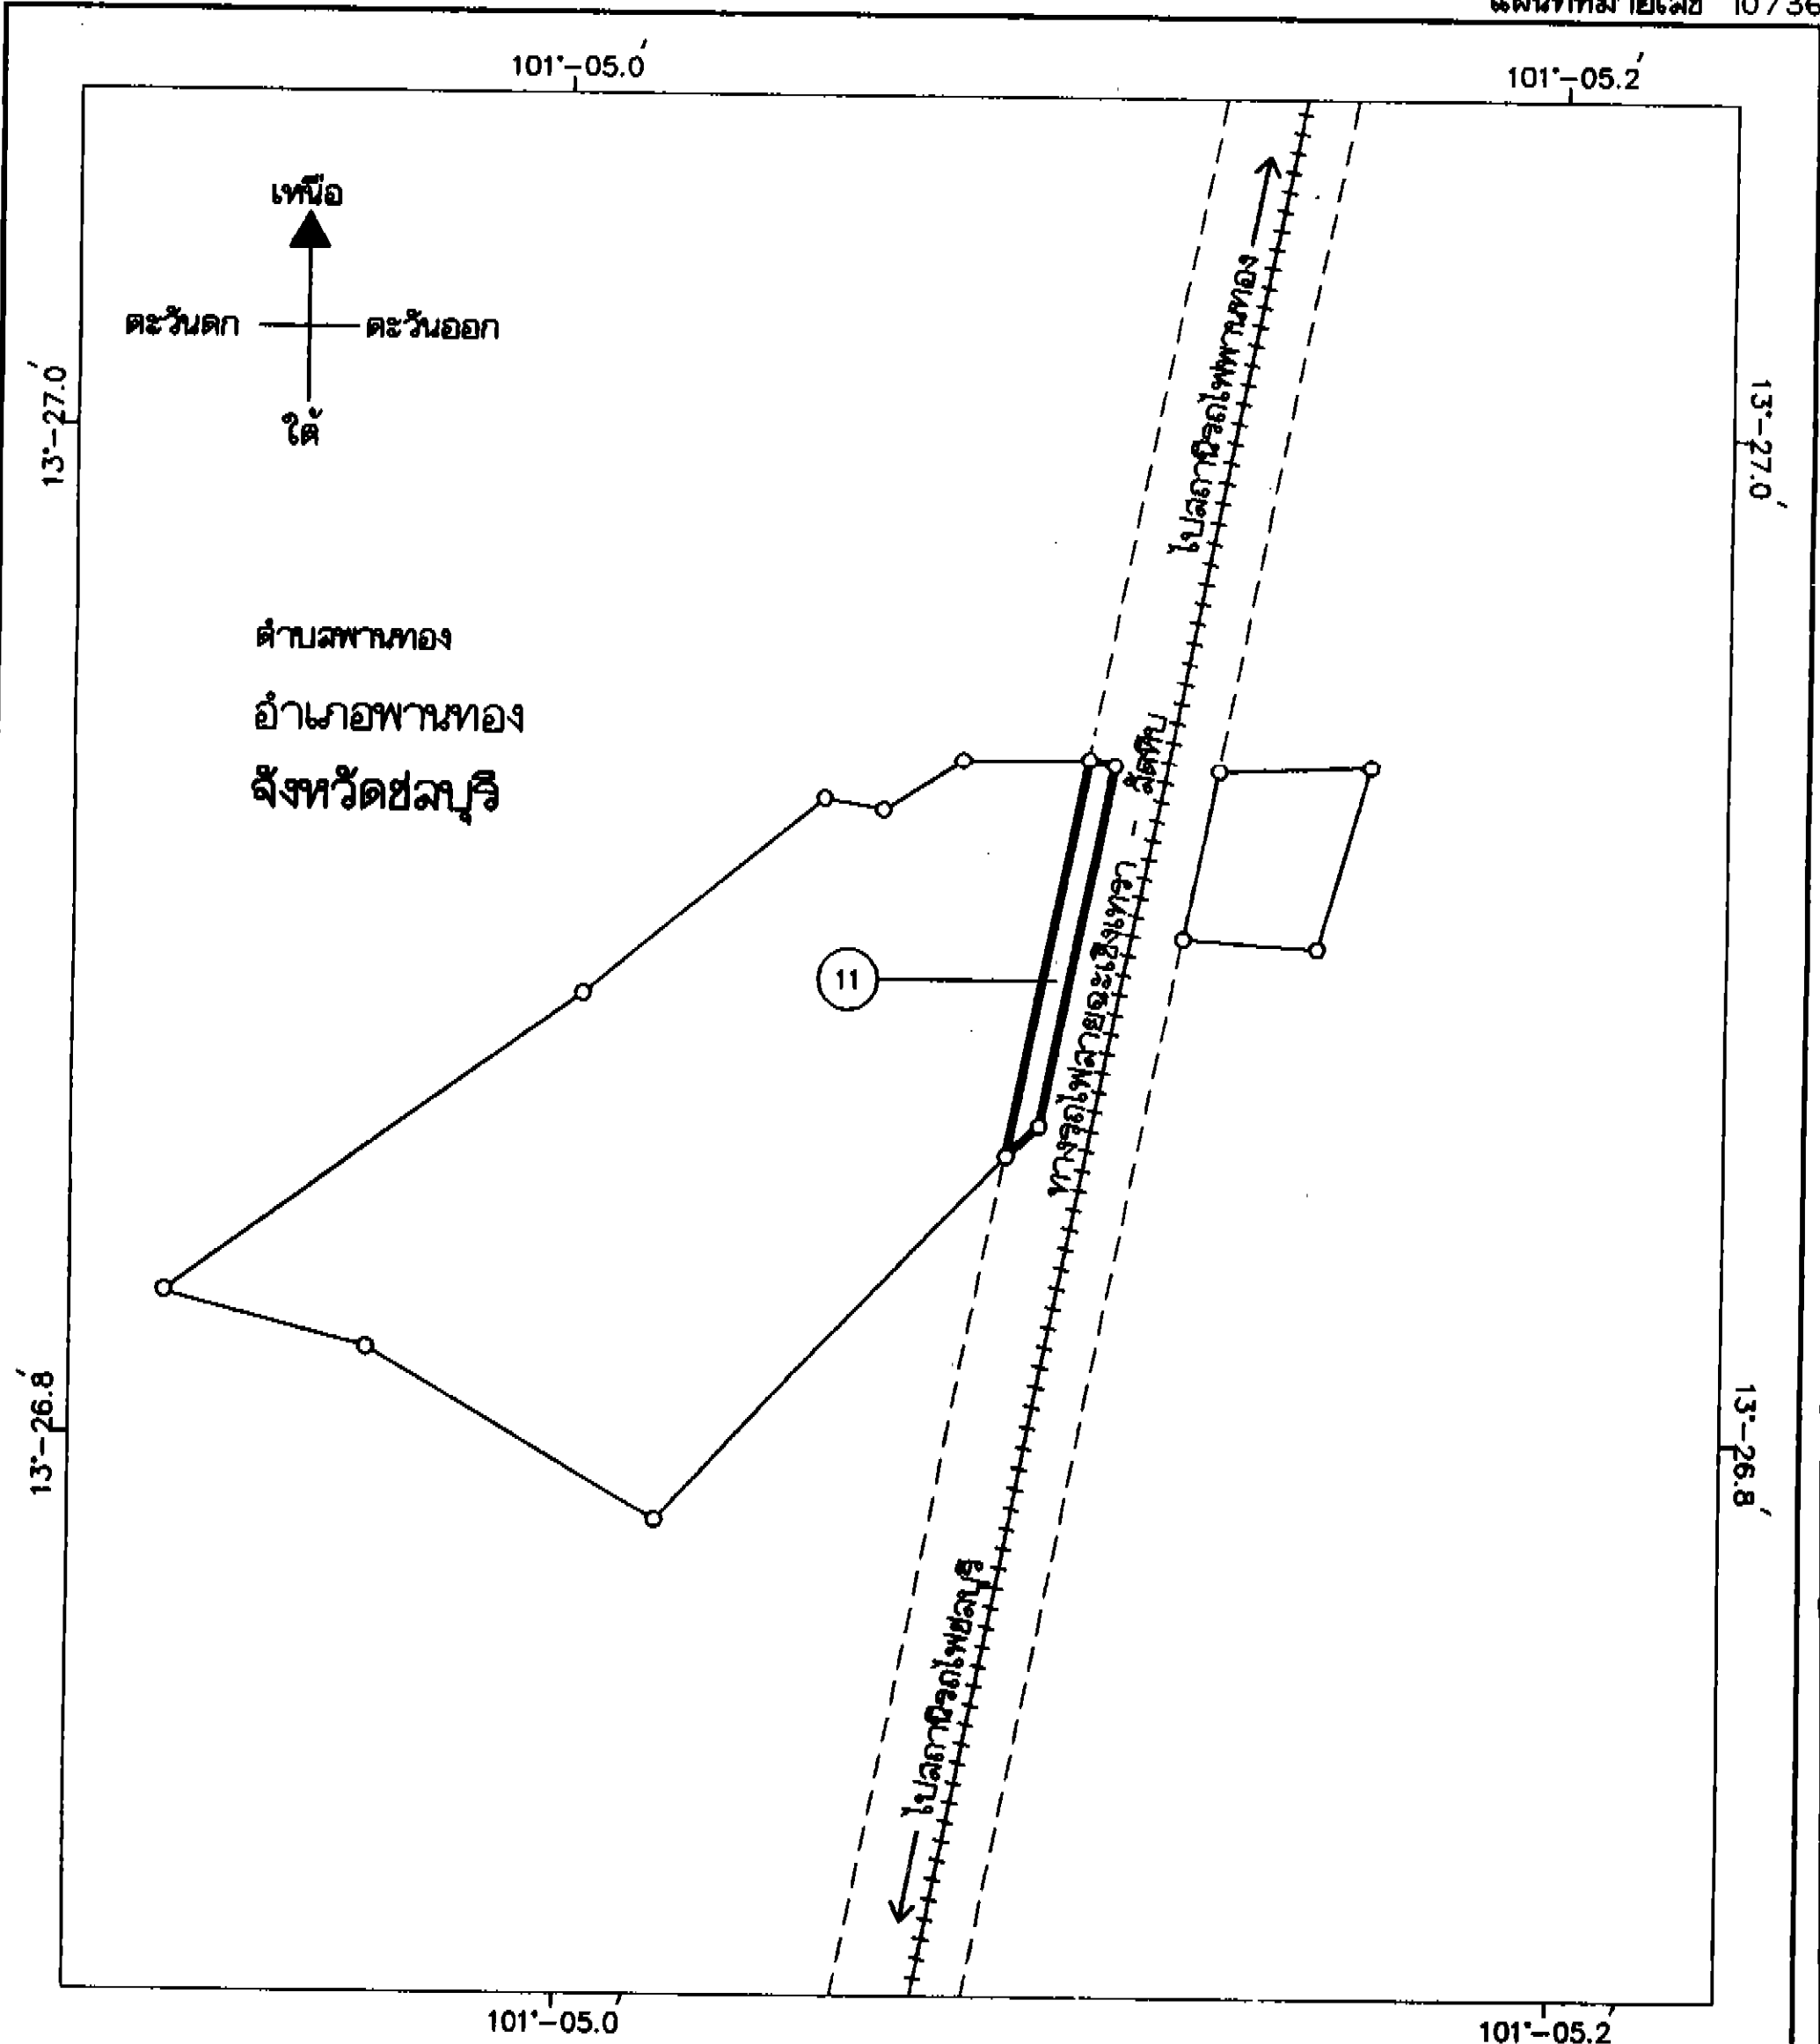 แผนที่หมายเลข 10/36
101°-05.0′
101°-05.2′
เหนือ
ตะวันตก
ตะวันออก
ใต้
13°-27.0′
13°-27.0′
ไปสถานีรถไฟพานทอง
ตำบลพานทอง
อำเภอพานทอง
จังหวัดชลบุรี
ทางรถไฟสายฉะเชิงเทรา - สัตหีบ
11
13°-26.8′
13°-26.8′
ไปสถานีรถไฟชลบุรี
101°-05.0′
101°-05.2′